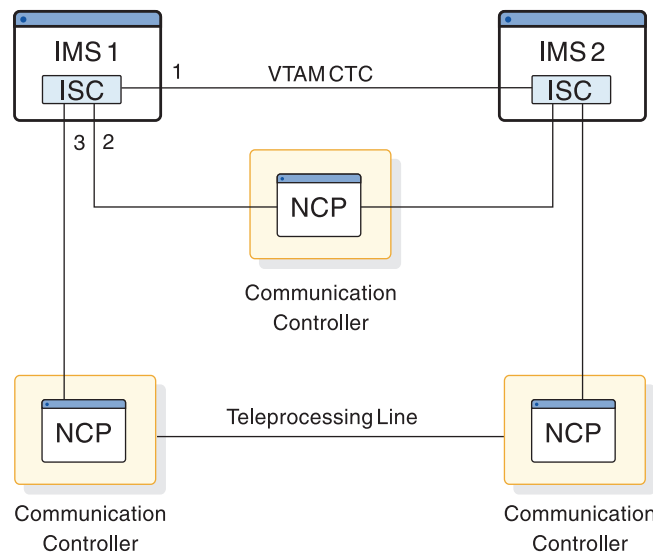 IMS 1
IMS 2
1
VTAM CTC
ISC
ISC
3
2
NCP
Communication
Controller
Teleprocessing Line
NCP
NCP
Communication
Controller
Communication
Controller